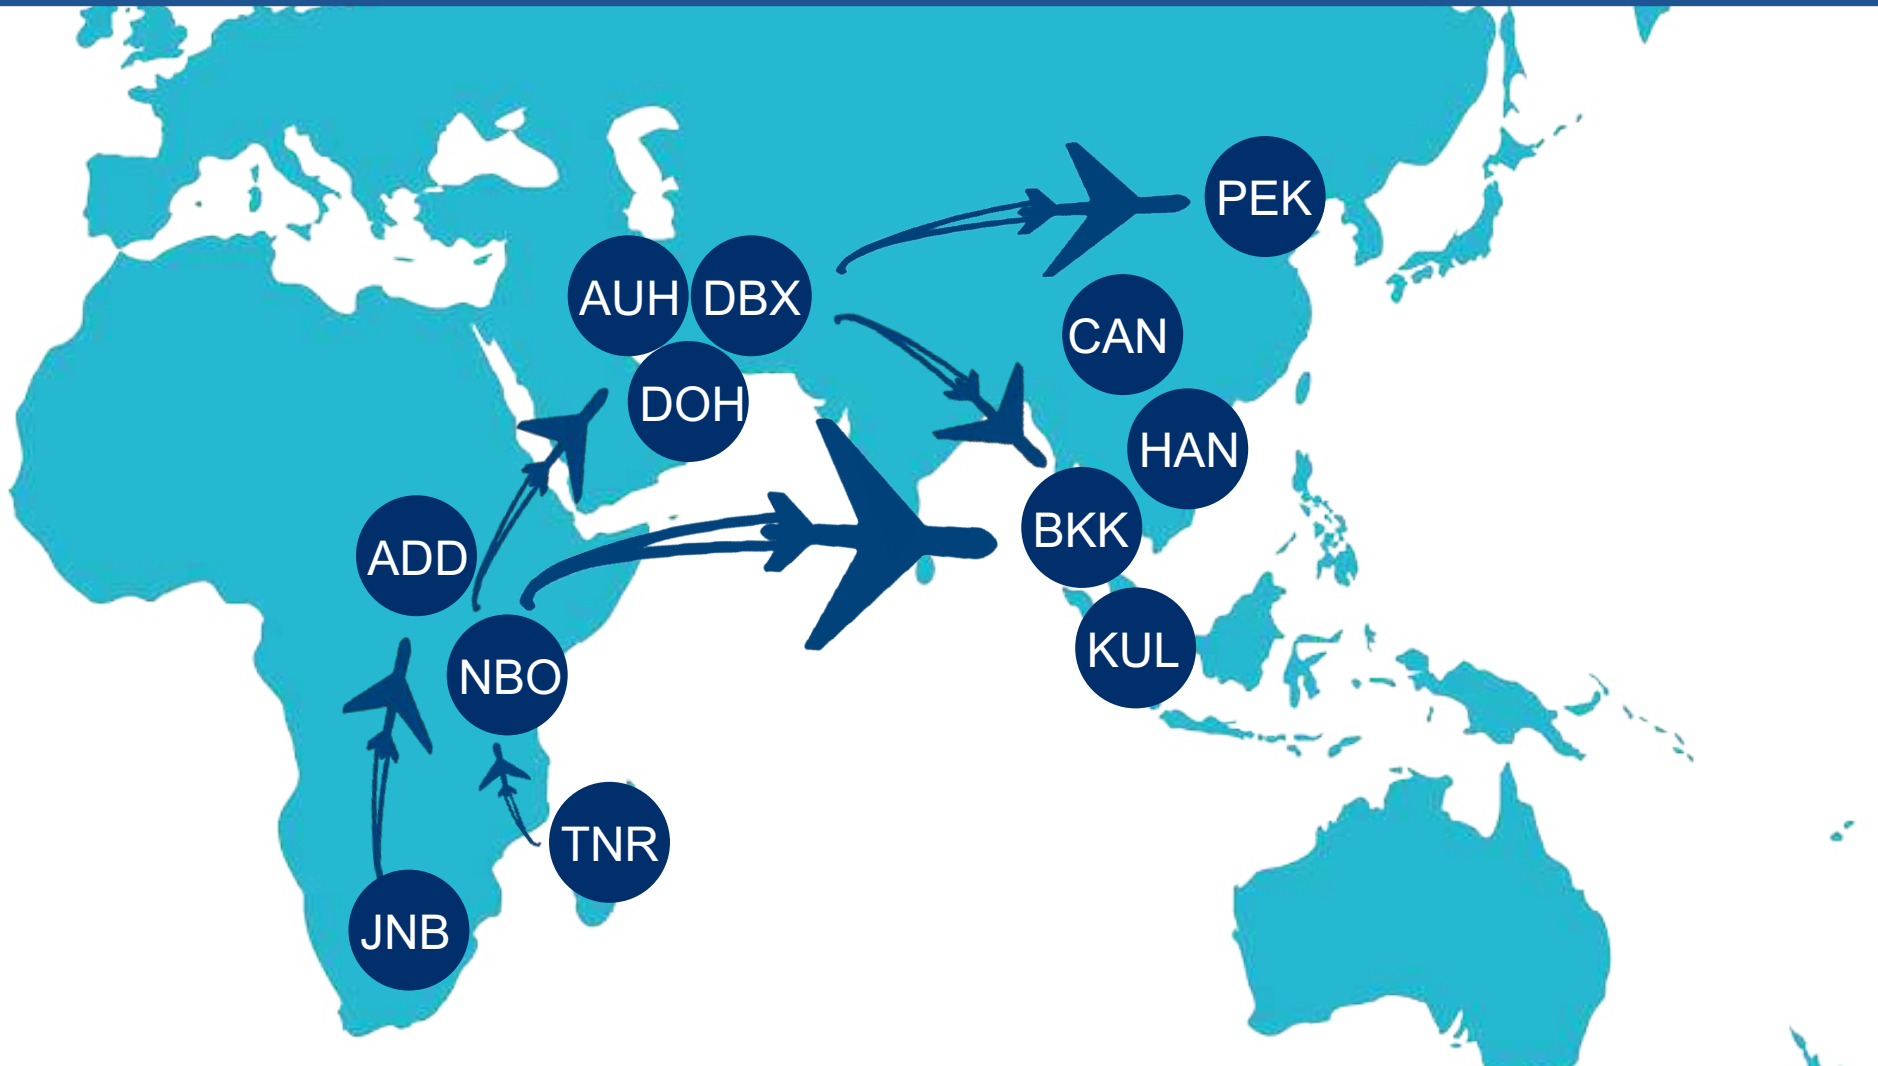 PEK
AUH
DBX
CAN
DOH
HAN
BKK
ADD
KUL
NBO
TNR
JNB